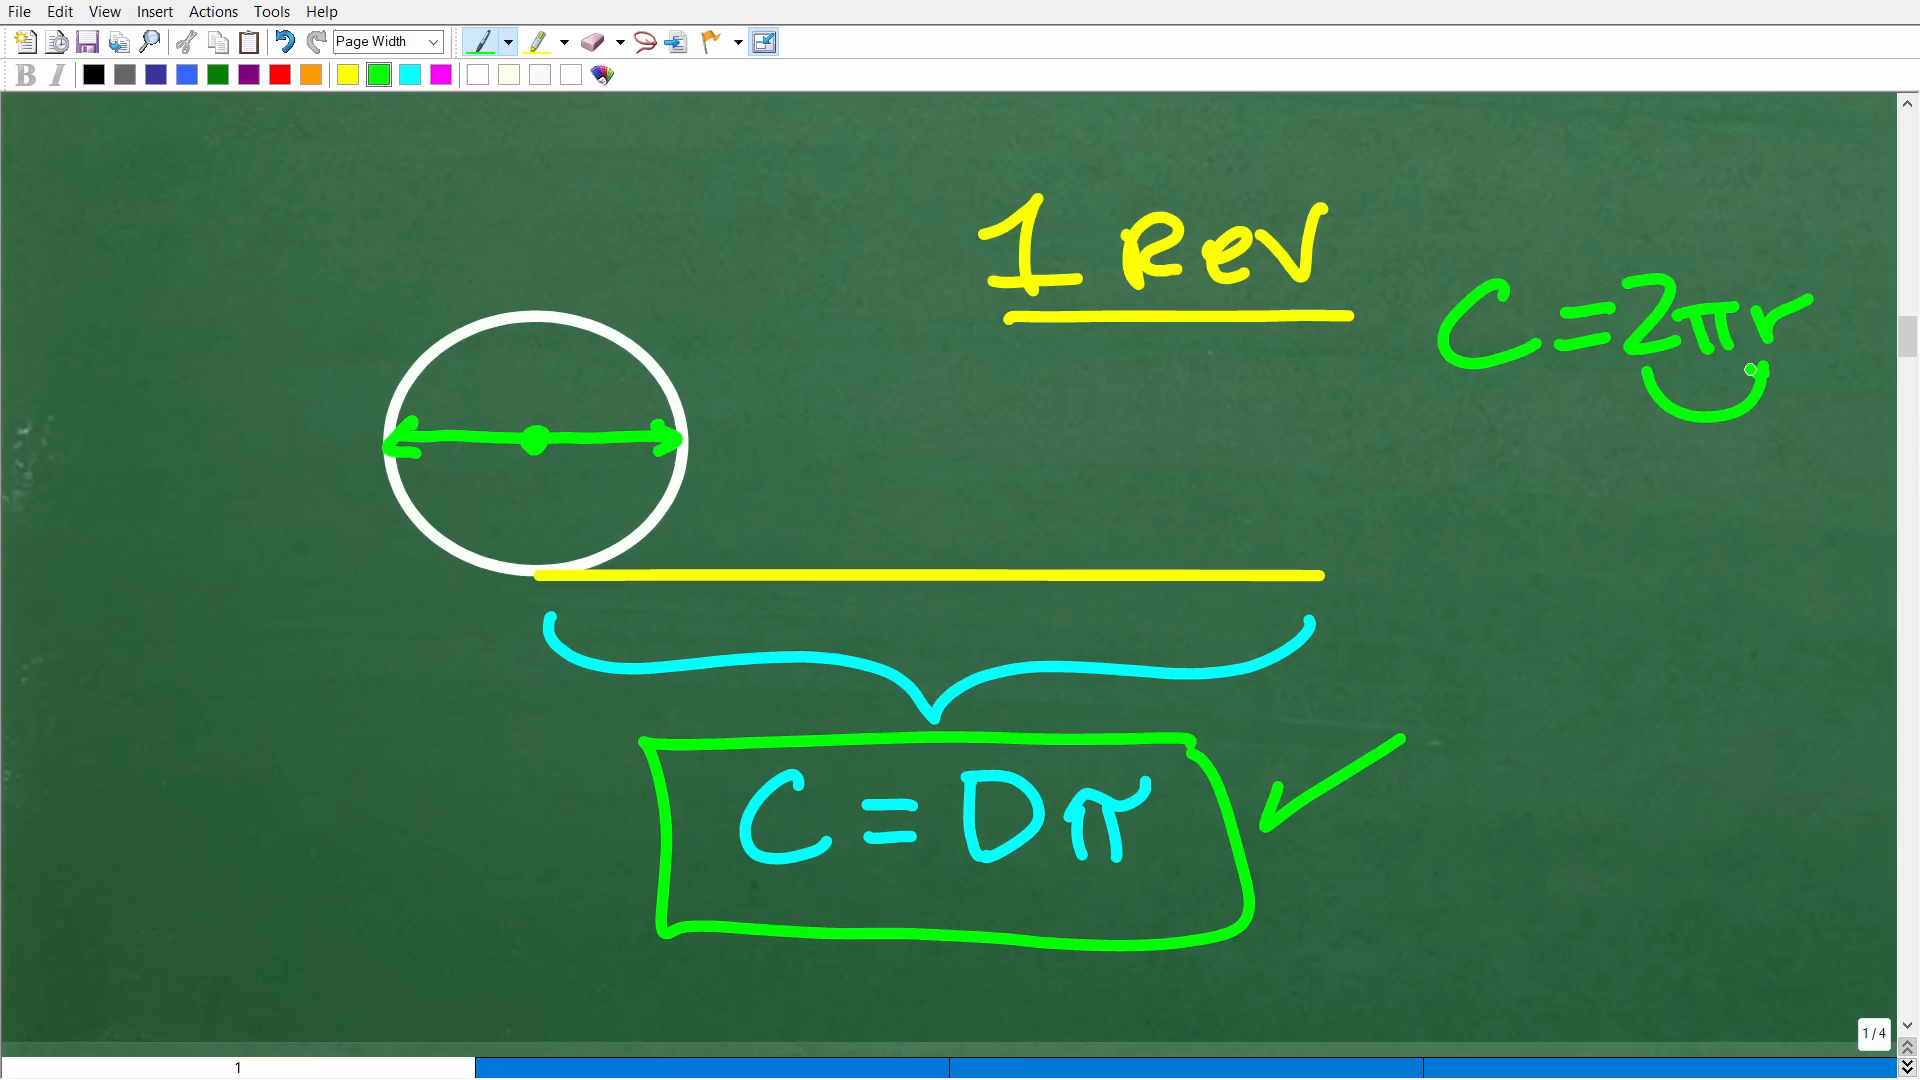 File Edit View Insert Actions Tools Help
Page Width
B I
1 Rev
C=2πr
C=Dπ
1 / 4
1